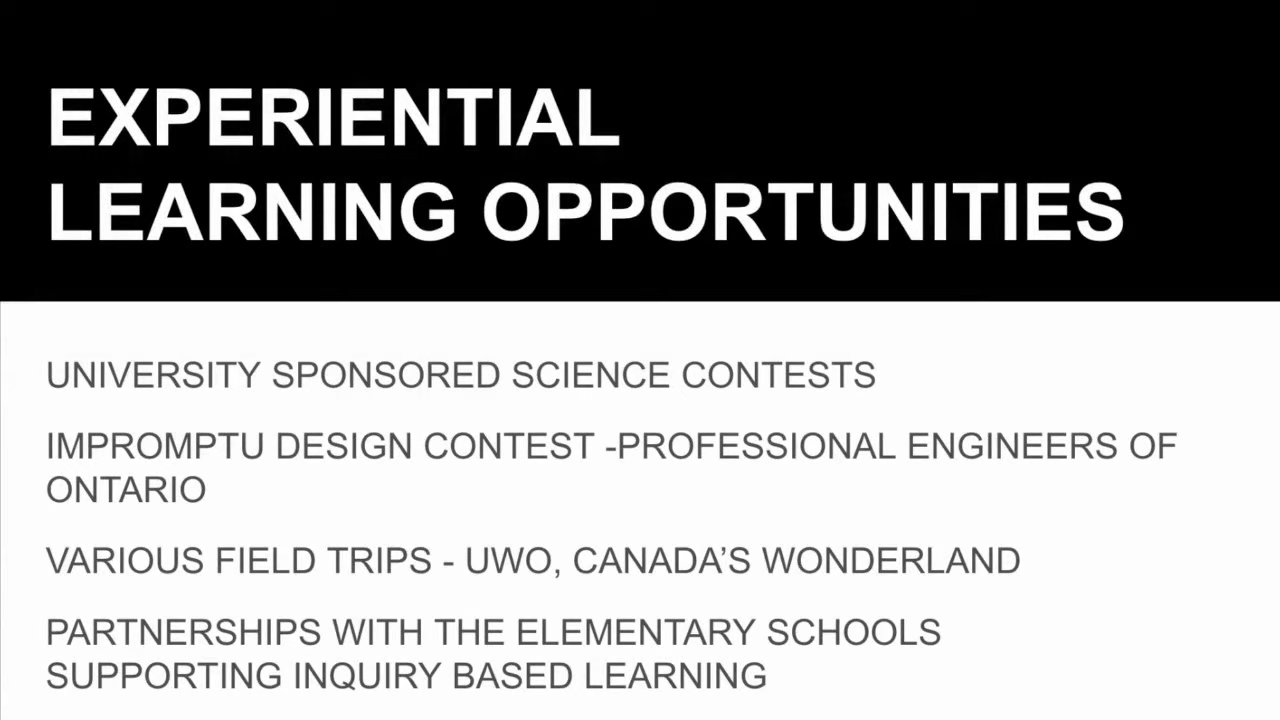 EXPERIENTIAL
LEARNING OPPORTUNITIES
UNIVERSITY SPONSORED SCIENCE CONTESTS
IMPROMPTU DESIGN CONTEST -PROFESSIONAL ENGINEERS OF
ONTARIO
VARIOUS FIELD TRIPS - UWO, CANADA’S WONDERLAND
PARTNERSHIPS WITH THE ELEMENTARY SCHOOLS
SUPPORTING INQUIRY BASED LEARNING